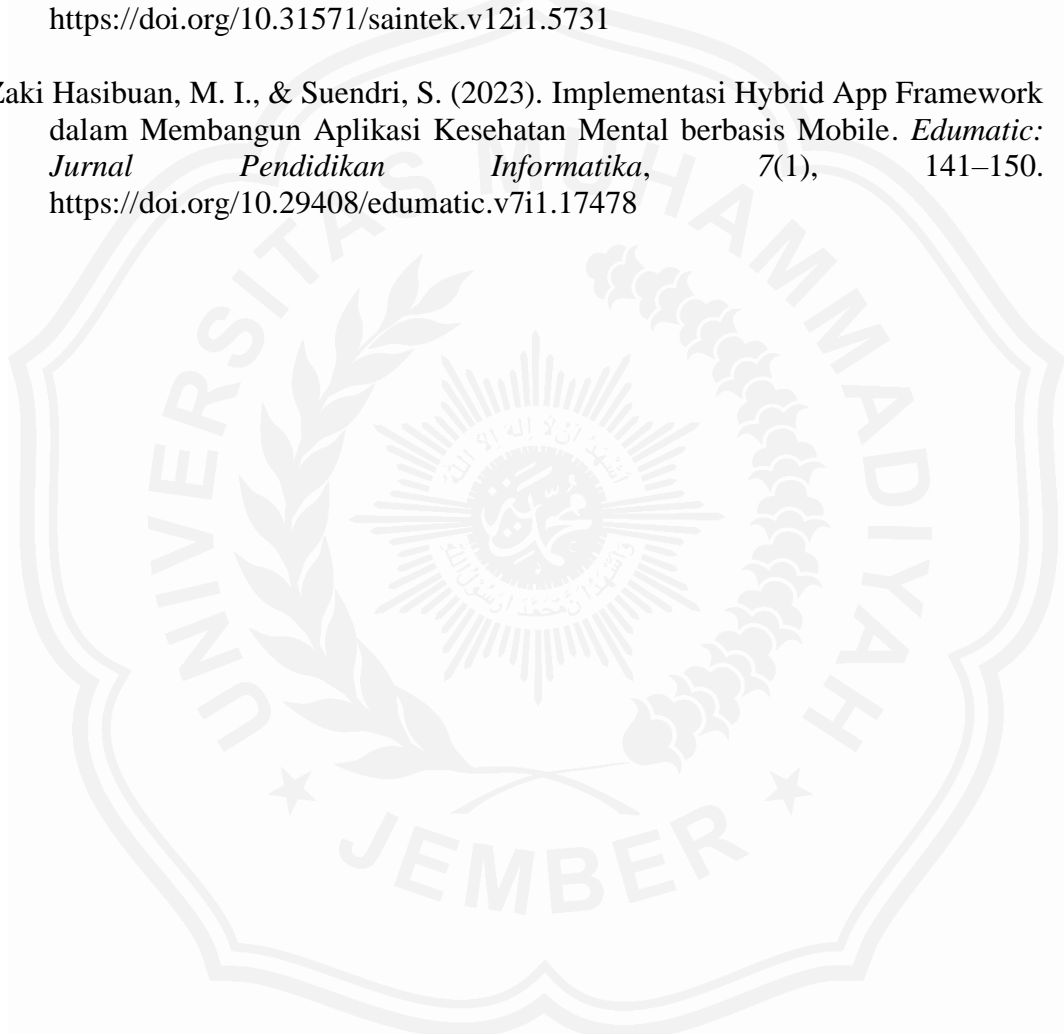 https://doi.org/10.31571/saintek.v12i1.5731
Zaki Hasibuan, M. I., & Suendri, S. (2023). Implementasi Hybrid App Framework
dalam Membangun Aplikasi Kesehatan Mental berbasis Mobile. Edumatic:
Jurnal Pendidikan Informatika, 7(1), 141–150.
https://doi.org/10.29408/edumatic.v7i1.17478
UNIVERSITAS MUHAMMADIYAH
JEMBER